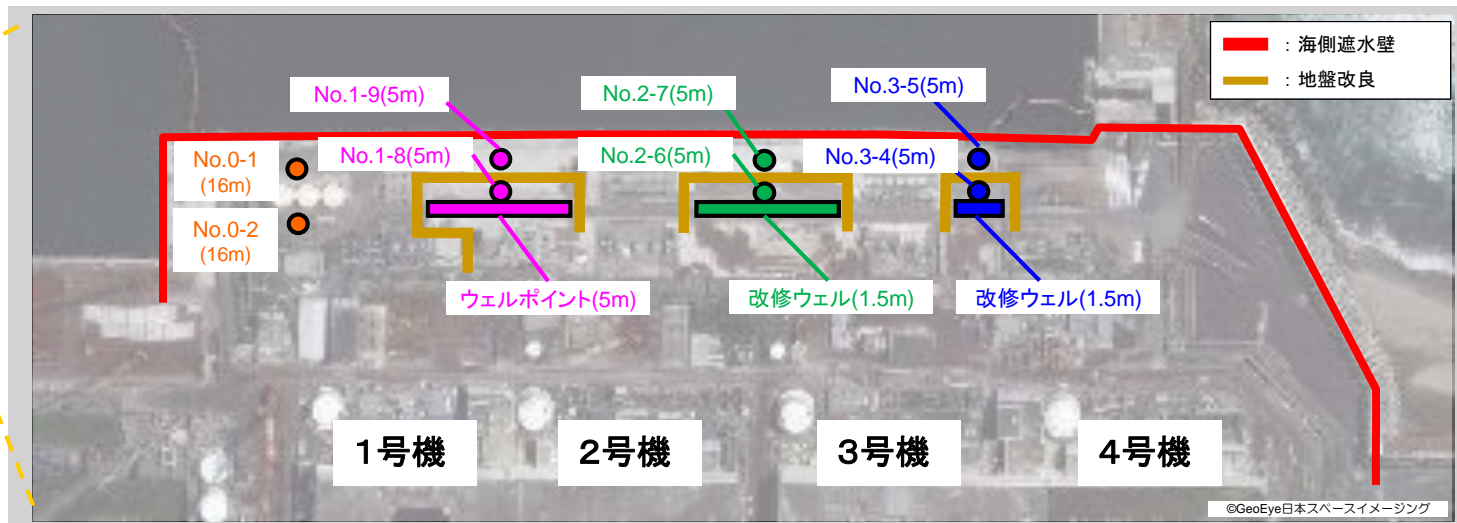 ：海側遮水壁
：地盤改良
No.1-9(5m)
No.2-7(5m)
No.3-5(5m)
No.0-1
(16m)
No.1-8(5m)
No.2-6(5m)
No.3-4(5m)
No.0-2
(16m)
ウェルポイント(5m)
改修ウェル(1.5m)
改修ウェル(1.5m)
１号機
２号機
３号機
４号機
©GeoEye日本スペースイメージング